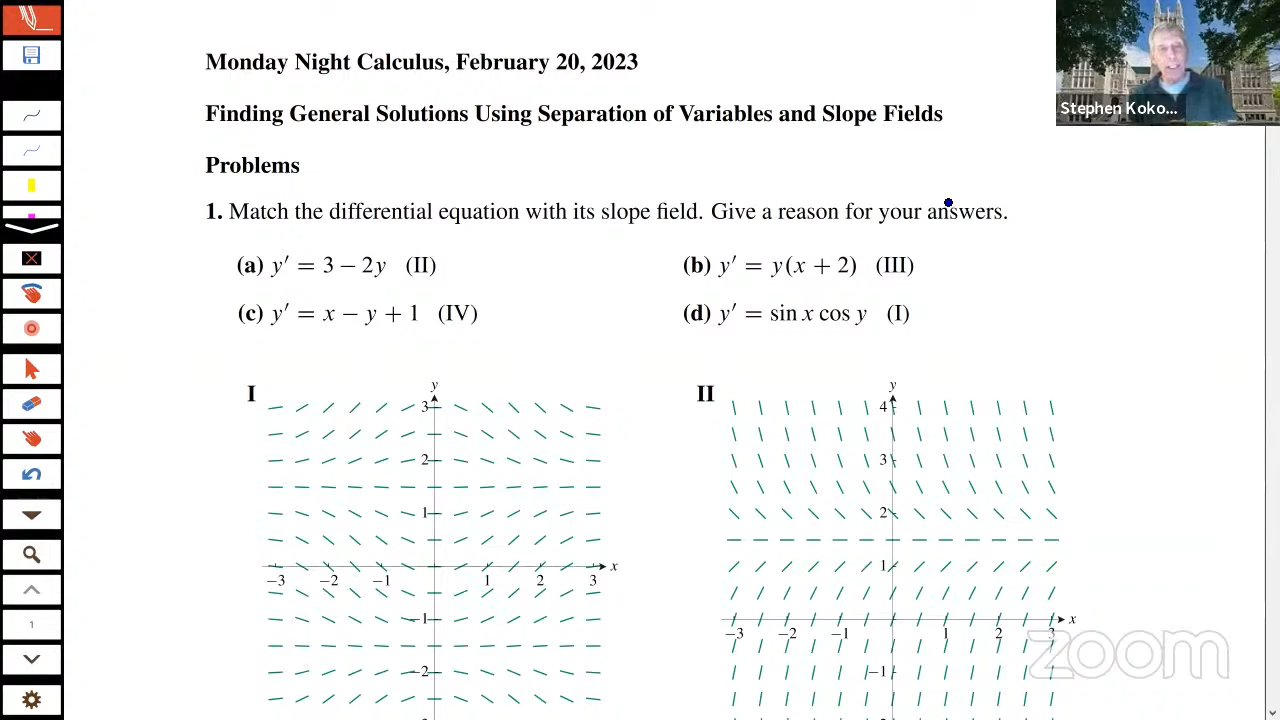 Monday Night Calculus, February 20, 2023
Stephen Koko...
Finding General Solutions Using Separation of Variables and Slope Fields
Problems
1. Match the differential equation with its slope field. Give a reason for your answers.
(a) y′ = 3 − 2y (II)
(b) y′ = y(x + 2) (III)
(c) y′ = x − y + 1 (IV)
(d) y′ = sin x cos y (I)
I
y
3
2
1
−3 −2 −1 1 2 3 x
−1
−2
II
y
4
3
2
1
−3 −2 −1 1 2 3 x
−1
zoom
1